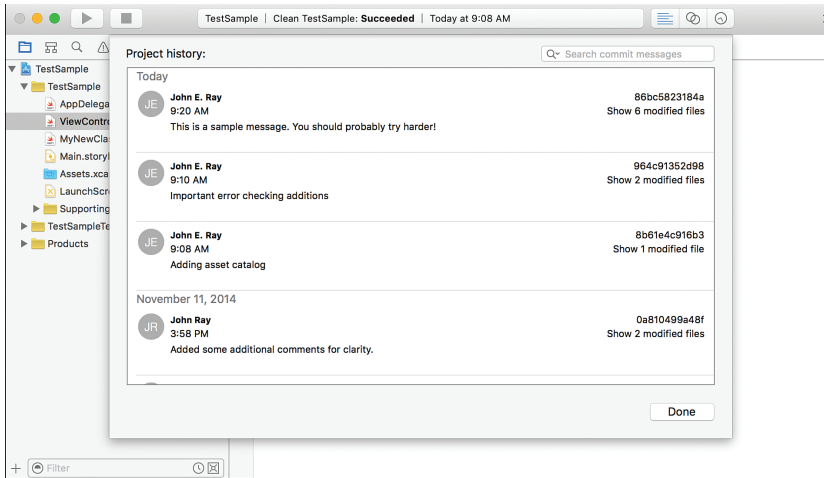 TestSample | Clean TestSample: Succeeded | Today at 9:08 AM
Project history:
Search commit messages
TestSample
TestSample
AppDelega
ViewContro
MyNewCla
Main.story
Assets.xca
LaunchScr
Supporting
TestSampleTe
Products
Today
JE
John E. Ray
86bc5823184a
9:20 AM
Show 6 modified files
This is a sample message. You should probably try harder!
JE
John E. Ray
964c91352d98
9:10 AM
Show 2 modified files
Important error checking additions
JE
John E. Ray
8b61e4c916b3
9:08 AM
Show 1 modified file
Adding asset catalog
November 11, 2014
JR
John Ray
0a810499a48f
3:58 PM
Show 2 modified files
Added some additional comments for clarity.
Done
Filter